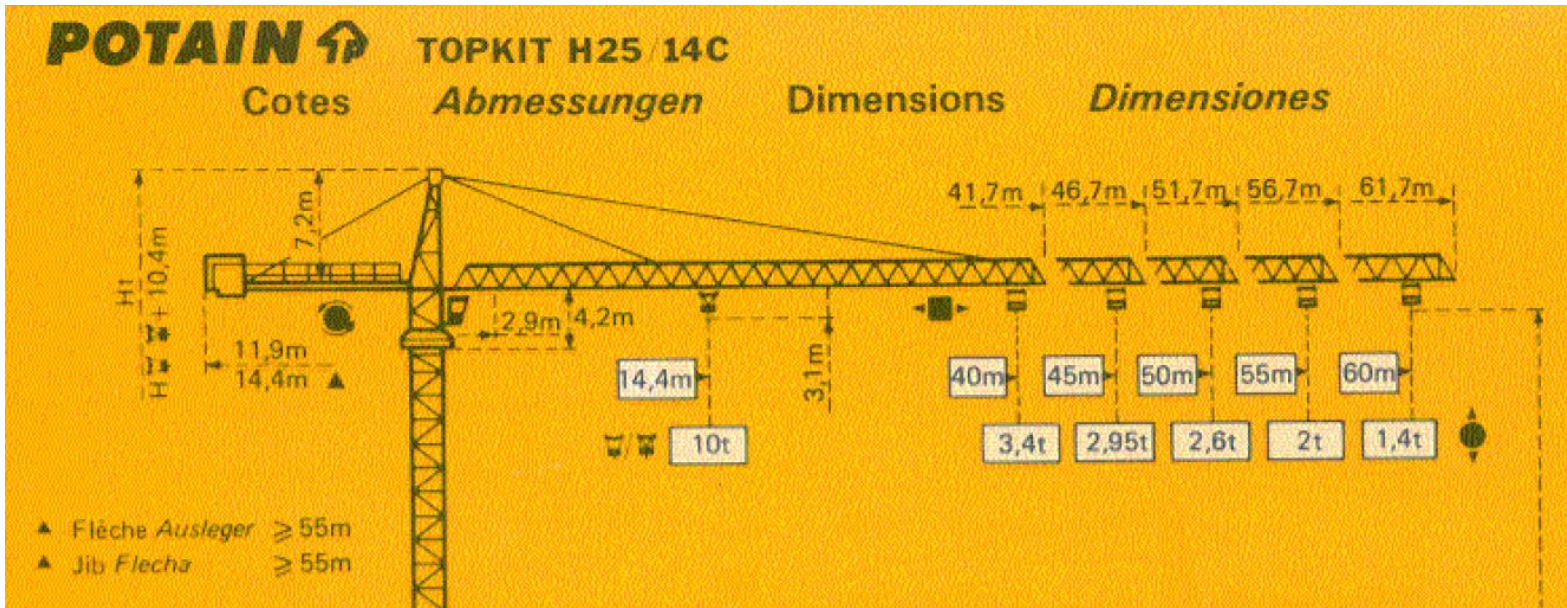 POTAIN TOPKIT H25/14C
Cotes Abmessungen Dimensions Dimensiones
41,7m 46,7m 51,7m 56,7m 61,7m
7,2m
H1
H + 10,4m
2,9m 4,2m
11,9m
14,4m ▲
3,1m
14,4m 40m 45m 50m 55m 60m
10t 3,4t 2,95t 2,6t 2t 1,4t
▲ Flèche Ausleger ⩾ 55m
▲ Jib Flecha ⩾ 55m